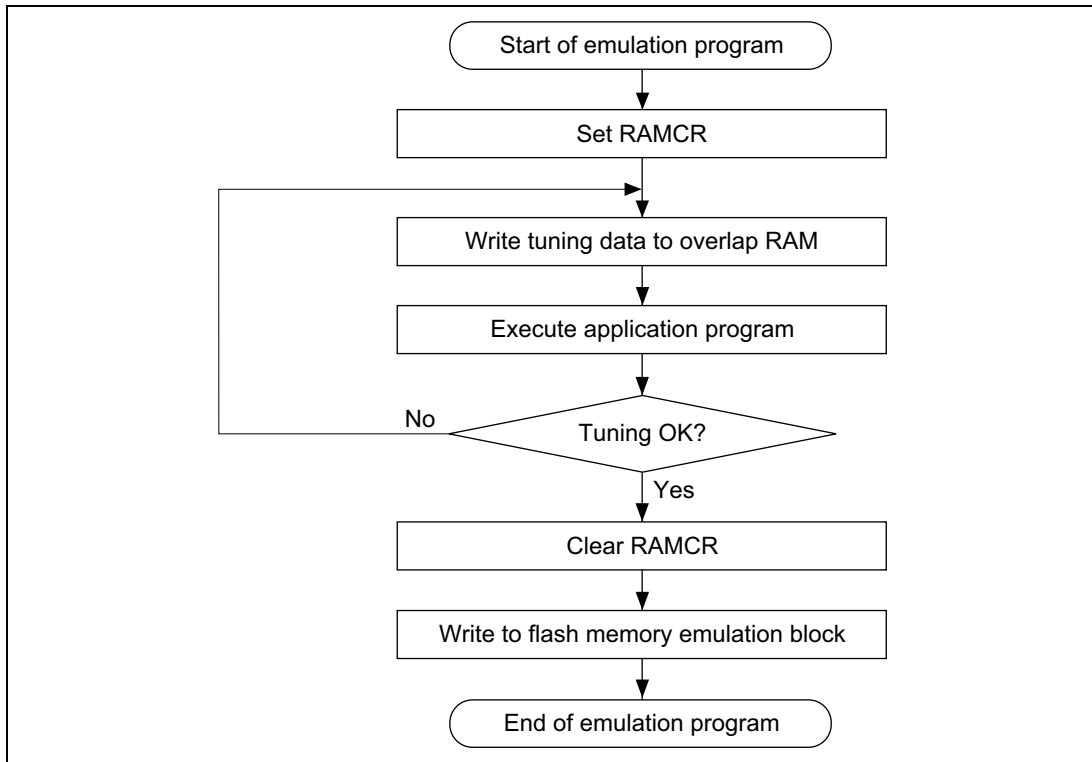 Start of emulation program
Set RAMCR
Write tuning data to overlap RAM
Execute application program
No
Tuning OK?
Yes
Clear RAMCR
Write to flash memory emulation block
End of emulation program